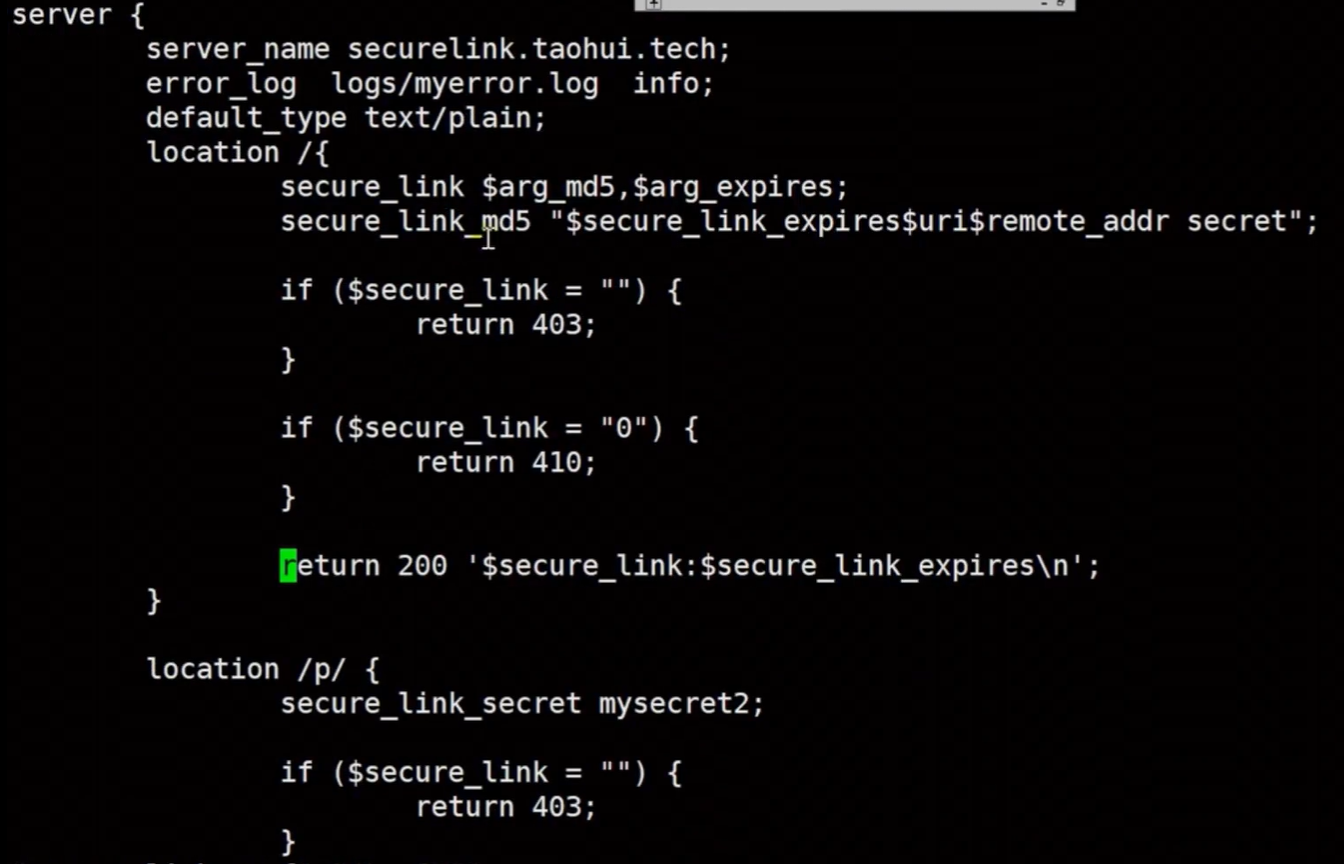 server {
server_name securelink.taohui.tech;
error_log  logs/myerror.log  info;
default_type text/plain;
location /{
secure_link $arg_md5,$arg_expires;
secure_link_md5 "$secure_link_expires$uri$remote_addr secret";
if ($secure_link = "") {
return 403;
}
if ($secure_link = "0") {
return 410;
}
return 200 '$secure_link:$secure_link_expires\n';
}
location /p/ {
secure_link_secret mysecret2;
if ($secure_link = "") {
return 403;
}